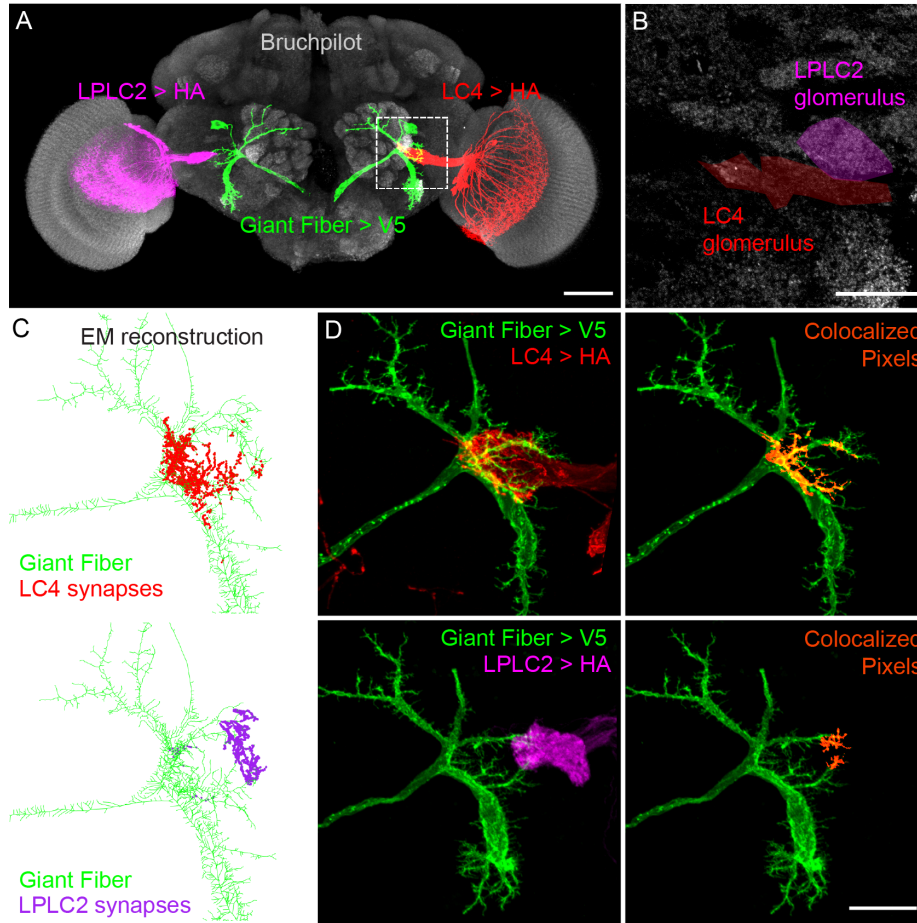 A
Bruchpilot
LPLC2 > HA
LC4 > HA
Giant Fiber > V5
B
LPLC2
glomerulus
LC4
glomerulus
C
EM reconstruction
Giant Fiber
LC4 synapses
Giant Fiber
LPLC2 synapses
D
Giant Fiber > V5
LC4 > HA
Colocalized
Pixels
Giant Fiber > V5
LPLC2 > HA
Colocalized
Pixels